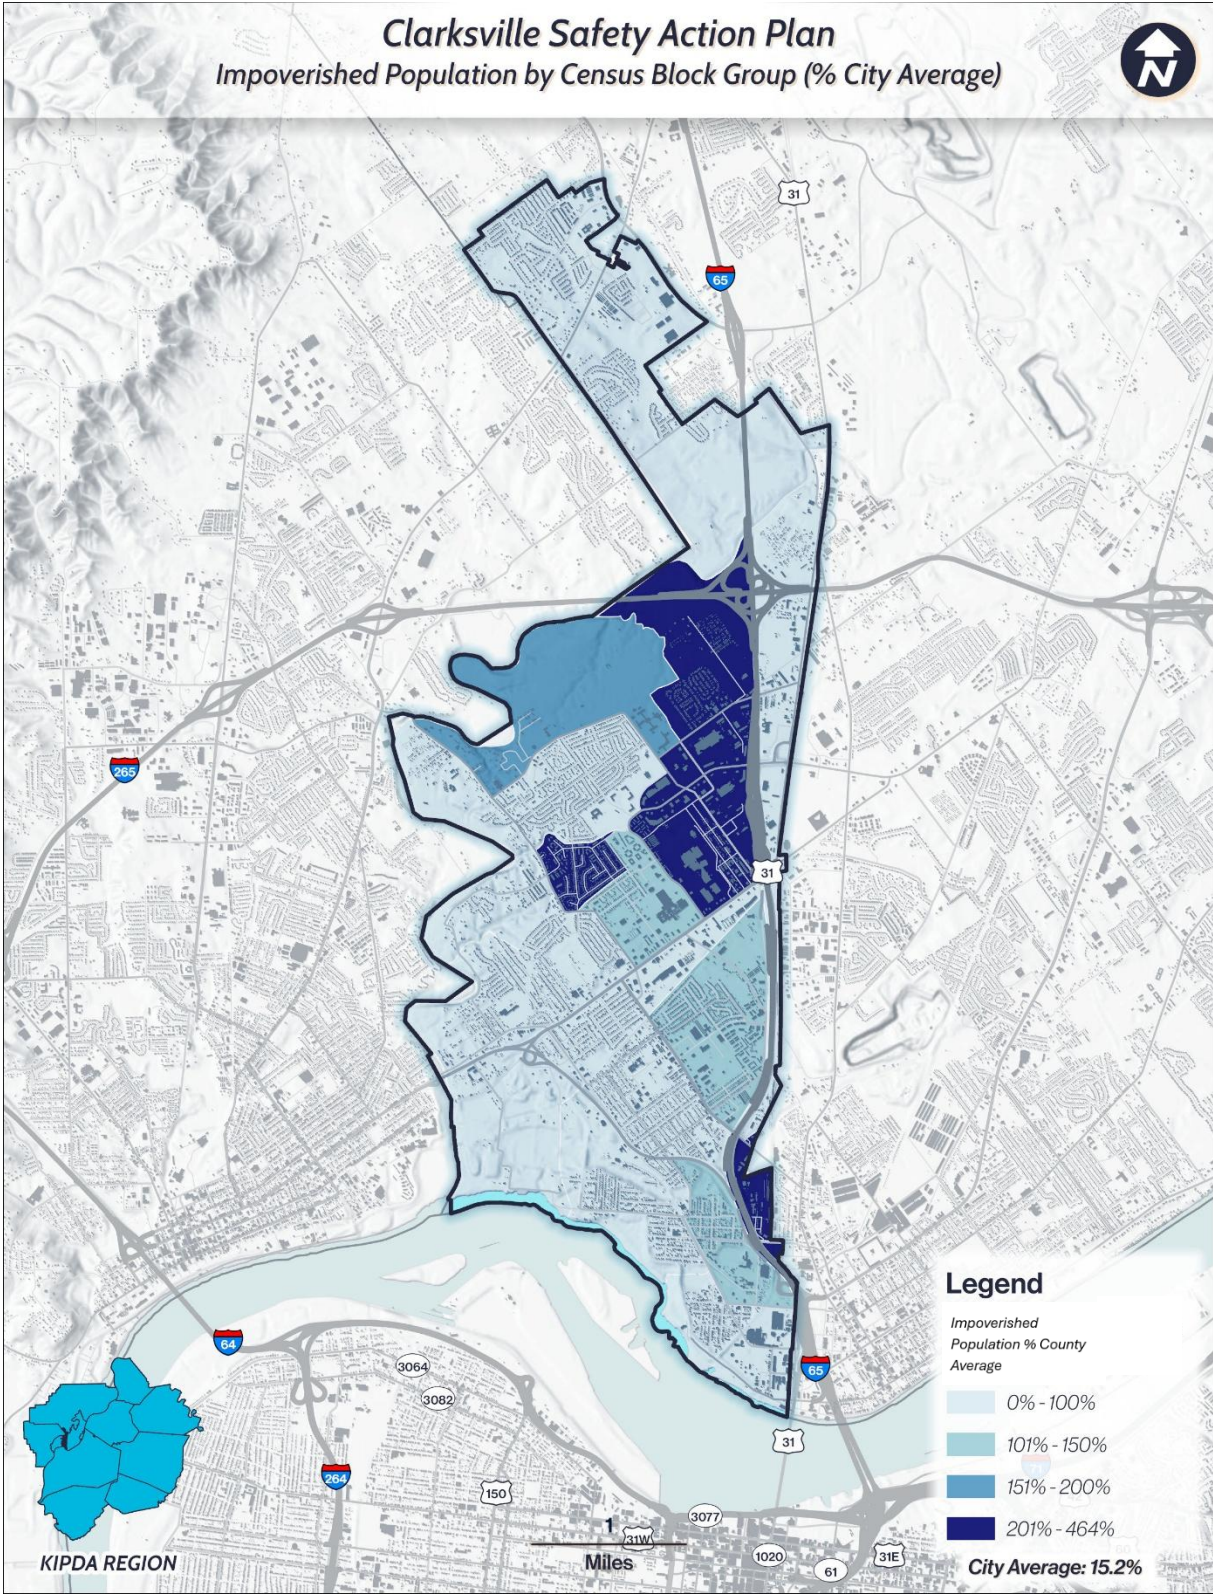 Clarksville Safety Action Plan
Impoverished Population by Census Block Group (% City Average)
N
31
65
265
31
Legend
Impoverished
Population % County
Average
0% - 100%
101% - 150%
151% - 200%
201% - 464%
City Average: 15.2%
64
3064
3082
65
31
264
150
3077
1
31W
Miles
1020
61
31E
KIPDA REGION